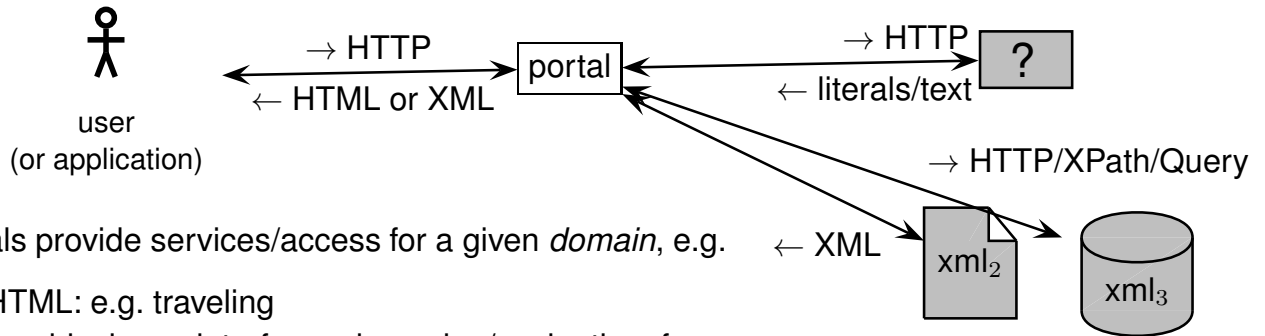 → HTTP
portal
← HTML or XML
user
(or application)
→ HTTP
?
← literals/text
→ HTTP/XPath/Query
← XML
xml₂
xml₃
provide services/access for a given domain, e.g.
HTML: e.g. traveling